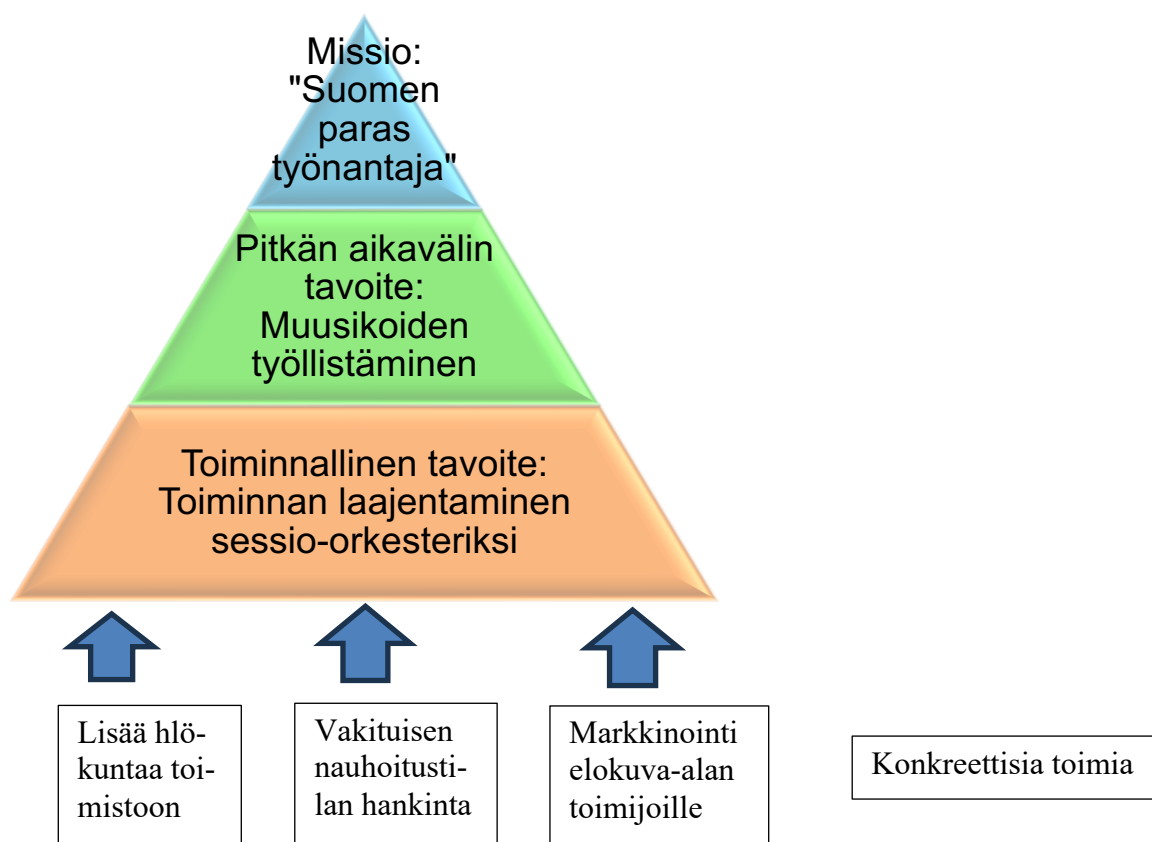 Missio:
"Suomen
paras
työnantaja"
Pitkän aikavälin
tavoite:
Muusikoiden
työllistäminen
Toiminnallinen tavoite:
Toiminnan laajentaminen
sessio-orkesteriksi
Lisää hlö-
kuntaa toi-
mistoon
Vakituisen
nauhoitusti-
lan hankinta
Markkinointi
elokuva-alan
toimijoille
Konkreettisia toimia